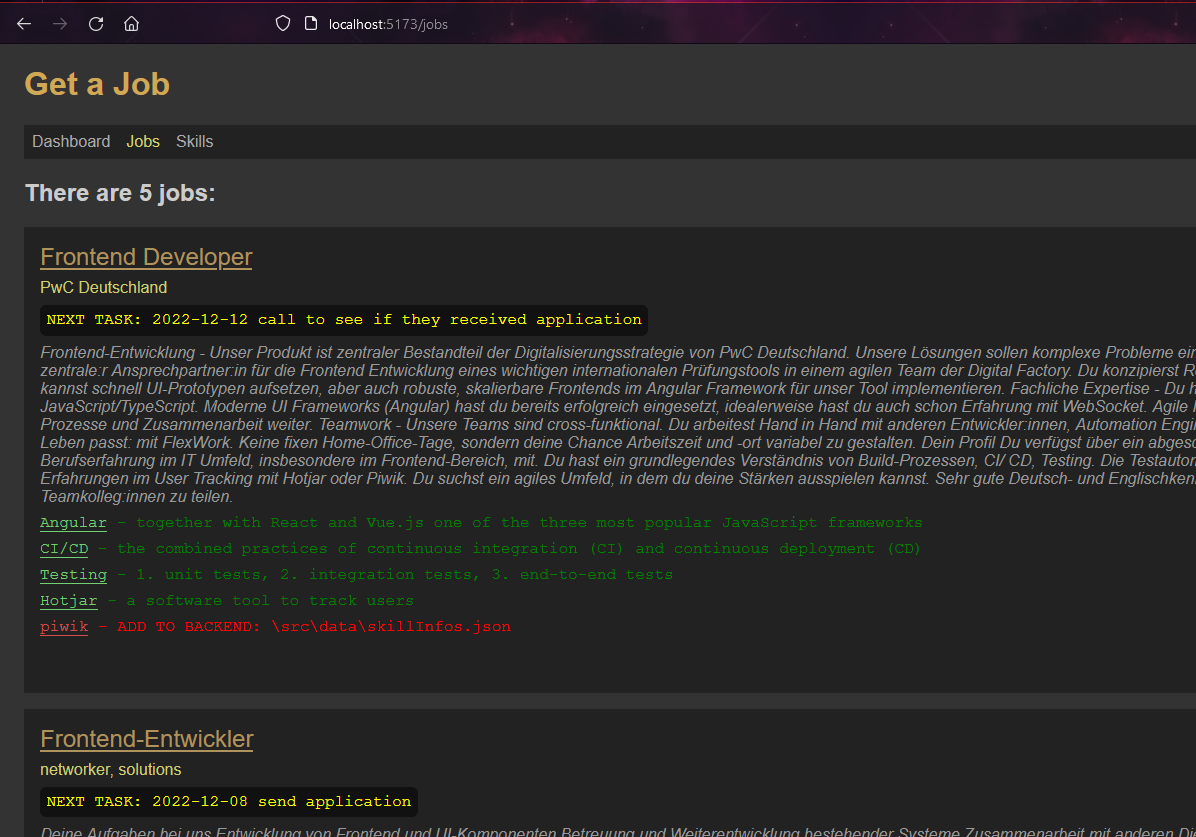 localhost:5173/jobs
Get a Job
Dashboard Jobs Skills
There are 5 jobs:
Frontend Developer
PwC Deutschland
NEXT TASK: 2022-12-12 call to see if they received application
Frontend-Entwicklung - Unser Produkt ist zentraler Bestandteil der Digitalisierungsstrategie von PwC Deutschland. Unsere Lösungen sollen komplexe Probleme ein
zentrale:r Ansprechpartner:in für die Frontend Entwicklung eines wichtigen internationalen Prüfungstools in einem agilen Team der Digital Factory. Du konzipierst Re
kannst schnell UI-Prototypen aufsetzen, aber auch robuste, skalierbare Frontends im Angular Framework für unser Tool implementieren. Fachliche Expertise - Du h
JavaScript/TypeScript. Moderne UI Frameworks (Angular) hast du bereits erfolgreich eingesetzt, idealerweise hast du auch schon Erfahrung mit WebSocket. Agile
Prozesse und Zusammenarbeit weiter. Teamwork - Unsere Teams sind cross-funktional. Du arbeitest Hand in Hand mit anderen Entwickler:innen, Automation Engi
Leben passt: mit FlexWork. Keine fixen Home-Office-Tage, sondern deine Chance Arbeitszeit und -ort variabel zu gestalten. Dein Profil Du verfügst über ein abgesc
Berufserfahrung im IT Umfeld, insbesondere im Frontend-Bereich, mit. Du hast ein grundlegendes Verständnis von Build-Prozessen, CI/ CD, Testing. Die Testauton
Erfahrungen im User Tracking mit Hotjar oder Piwik. Du suchst ein agiles Umfeld, in dem du deine Stärken ausspielen kannst. Sehr gute Deutsch- und Englischken
Teamkolleg:innen zu teilen.
Angular - together with React and Vue.js one of the three most popular JavaScript frameworks
CI/CD - the combined practices of continuous integration (CI) and continuous deployment (CD)
Testing - 1. unit tests, 2. integration tests, 3. end-to-end tests
Hotjar - a software tool to track users
piwik - ADD TO BACKEND: \src\data\skillInfos.json
Frontend-Entwickler
networker, solutions
NEXT TASK: 2022-12-08 send application
Deine Aufgaben bei uns Entwicklung von Frontend und UI-Komponenten Betreuung und Weiterentwicklung bestehender Systeme Zusammenarbeit mit anderen Die